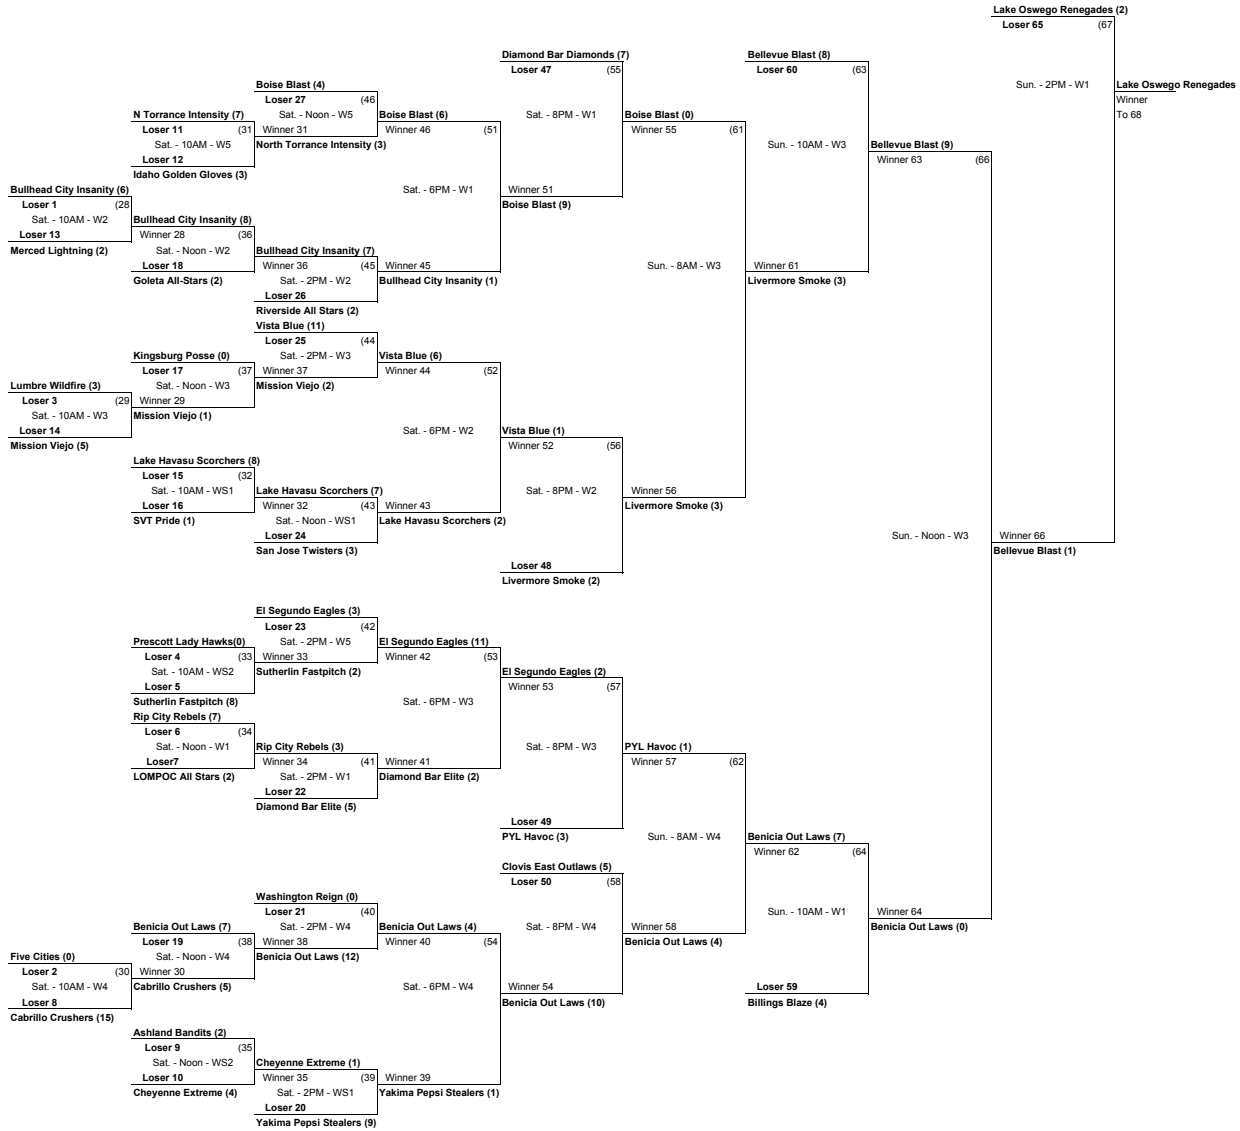 Lake Oswego Renegades (2)
Loser 65 (67
Diamond Bar Diamonds (7) Bellevue Blast (8)
Loser 47 (55 Loser 60 (63
Boise Blast (4) Sun. - 2PM - W1 Lake Oswego Renegades
Loser 27 (46 Winner
N Torrance Intensity (7) Sat. - Noon - W5 Boise Blast (6) Sat. - 8PM - W1 Boise Blast (0) To 68
Loser 11 (31 Winner 31 Winner 46 (51 Winner 55 (61
Sat. - 10AM - W5 North Torrance Intensity (3) Sun. - 10AM - W3 Bellevue Blast (9)
Loser 12 Winner 63 (66
Idaho Golden Gloves (3)
Bullhead City Insanity (6) Sat. - 6PM - W1 Winner 51
Loser 1 (28 Boise Blast (9)
Sat. - 10AM - W2 Bullhead City Insanity (8)
Loser 13 Winner 28 (36
Merced Lightning (2) Sat. - Noon - W2 Bullhead City Insanity (7)
Loser 18 Winner 36 (45 Winner 45 Sun. - 8AM - W3 Winner 61
Goleta All-Stars (2) Sat. - 2PM - W2 Bullhead City Insanity (1) Livermore Smoke (3)
Loser 26
Riverside All Stars (2)
Vista Blue (11)
Loser 25 (44
Kingsburg Posse (0) Sat. - 2PM - W3 Vista Blue (6)
Loser 17 (37 Winner 37 Winner 44 (52
Lumbre Wildfire (3) Sat. - Noon - W3 Mission Viejo (2)
Loser 3 (29 Winner 29
Sat. - 10AM - W3 Mission Viejo (1)
Loser 14 Sat. - 6PM - W2 Vista Blue (1)
Mission Viejo (5) Winner 52 (56
Lake Havasu Scorchers (8)
Loser 15 (32
Sat. - 10AM - WS1 Lake Havasu Scorchers (7) Sat. - 8PM - W2 Winner 56
Loser 16 Winner 32 (43 Winner 43 Livermore Smoke (3)
SVT Pride (1) Sat. - Noon - WS1 Lake Havasu Scorchers (2)
Loser 24 Sun. - Noon - W3 Winner 66
San Jose Twisters (3) Bellevue Blast (1)
Loser 48
Livermore Smoke (2)
El Segundo Eagles (3)
Loser 23 (42
Prescott Lady Hawks(0) Sat. - 2PM - W5 El Segundo Eagles (11)
Loser 4 (33 Winner 33 Winner 42 (53
Sat. - 10AM - WS2 Sutherlin Fastpitch (2) El Segundo Eagles (2)
Loser 5 Winner 53 (57
Sutherlin Fastpitch (8) Sat. - 6PM - W3
Rip City Rebels (7)
Loser 6 (34
Sat. - Noon - W1 Rip City Rebels (3) Sat. - 8PM - W3 PYL Havoc (1)
Loser7 Winner 34 (41 Winner 41 Winner 57 (62
LOMPOC All Stars (2) Sat. - 2PM - W1 Diamond Bar Elite (2)
Loser 22
Diamond Bar Elite (5)
Loser 49
PYL Havoc (3) Sun. - 8AM - W4 Benicia Out Laws (7)
Winner 62 (64
Clovis East Outlaws (5)
Loser 50 (58
Washington Reign (0)
Loser 21 (40 Sun. - 10AM - W1 Winner 64
Benicia Out Laws (7) Sat. - 2PM - W4 Benicia Out Laws (4) Sat. - 8PM - W4 Winner 58 Benicia Out Laws (0)
Loser 19 (38 Winner 38 Winner 40 (54 Benicia Out Laws (4)
Five Cities (0) Sat. - Noon - W4 Benicia Out Laws (12)
Loser 2 (30 Winner 30
Sat. - 10AM - W4 Cabrillo Crushers (5) Sat. - 6PM - W4 Winner 54 Loser 59
Loser 8 Benicia Out Laws (10) Billings Blaze (4)
Cabrillo Crushers (15)
Ashland Bandits (2)
Loser 9 (35
Sat. - Noon - WS2 Cheyenne Extreme (1)
Loser 10 Winner 35 (39 Winner 39
Cheyenne Extreme (4) Sat. - 2PM - WS1 Yakima Pepsi Stealers (1)
Loser 20
Yakima Pepsi Stealers (9)